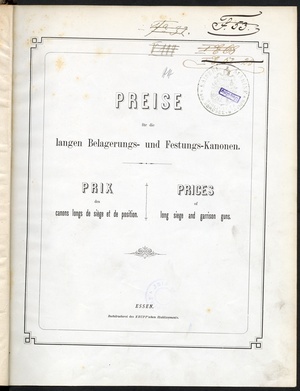 F 53.
PREISE
für die
langen Belagerungs- und Festungs-Kanonen.
PRIX
des
canons longs de siège et de position.
PRICES
of
long siege and garrison guns.
ESSEN.